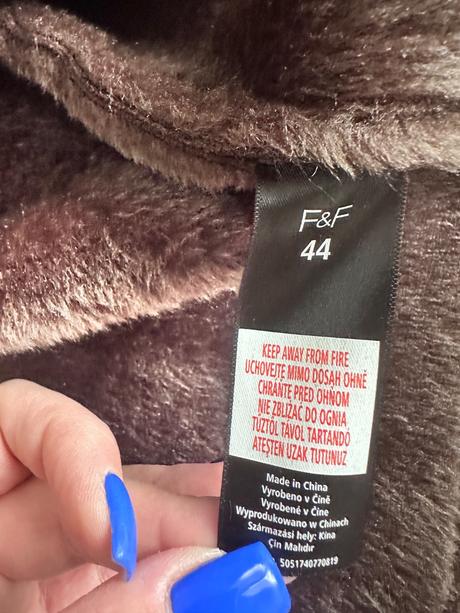 F&F
44
KEEP AWAY FROM FIRE
UCHOVEJTE MIMO DOSAH OHNĚ
CHRÁŇTE PRED OHŇOM
NIE ZBLIŻAĆ DO OGNIA
TŰZTŐL TÁVOL TARTANDÓ
ATEŞTEN UZAK TUTUNUZ
Made in China
Vyrobeno v Číně
Vyrobené v Číne
Wyprodukowano w Chinach
Származási hely: Kína
Çin Malıdır
5051740770819